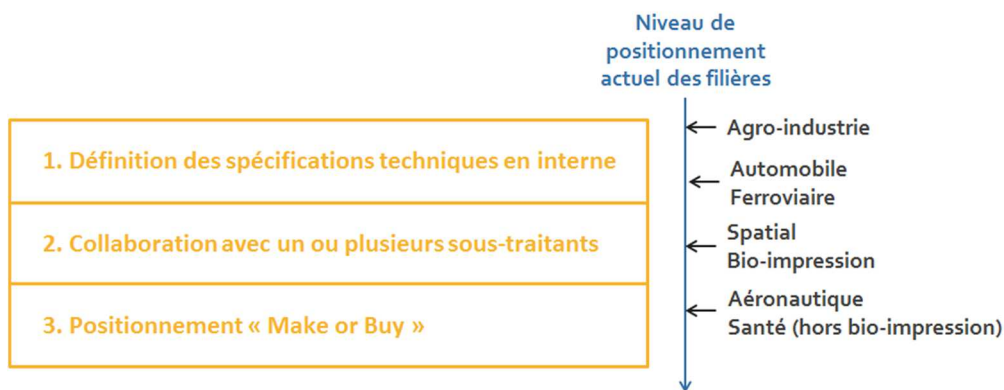 Niveau de
positionnement
actuel des filières
1. Définition des spécifications techniques en interne
2. Collaboration avec un ou plusieurs sous-traitants
3. Positionnement « Make or Buy »
Agro-industrie
Automobile
Ferroviaire
Spatial
Bio-impression
Aéronautique
Santé (hors bio-impression)